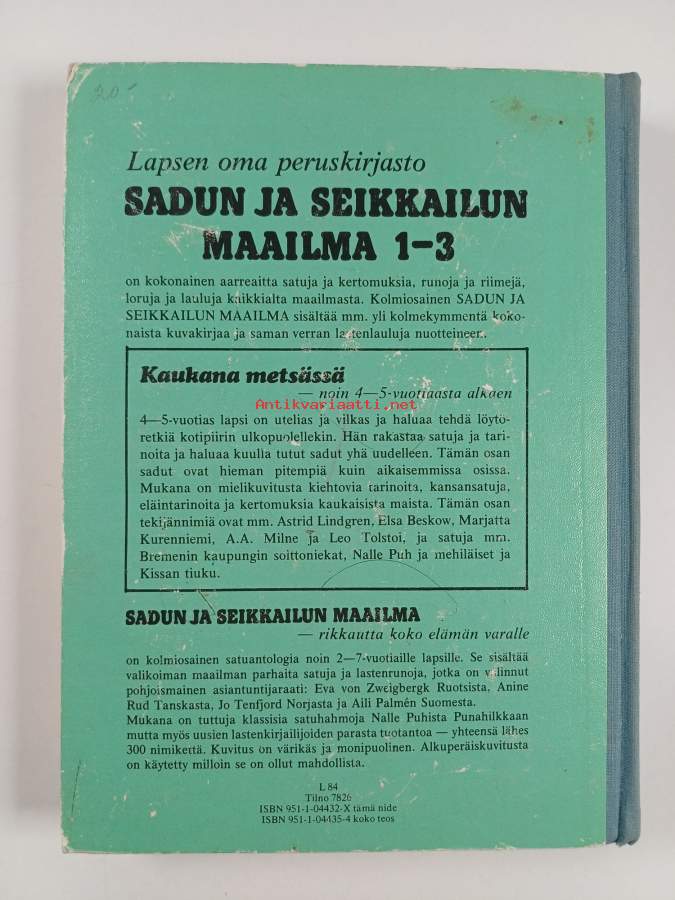 20-
Lapsen oma peruskirjasto
SADUN JA SEIKKAILUN
MAAILMA 1-3
on kokonainen aarreaitta satuja ja kertomuksia, runoja ja riimejä,
loruja ja lauluja kaikkialta maailmasta. Kolmiosainen SADUN JA
SEIKKAILUN MAAILMA sisältää mm. yli kolmekymmentä koko-
naista kuvakirjaa ja saman verran lastenlauluja nuotteineen.
Kaukana metsässä
— noin 4—5-vuotiaasta alkaen
Antikvariaatti.net
4—5-vuotias lapsi on utelias ja vilkas ja haluaa tehdä löytö-
retkiä kotipiirin ulkopuolellekin. Hän rakastaa satuja ja tari-
noita ja haluaa kuulla tutut sadut yhä uudelleen. Tämän osan
sadut ovat hieman pitempiä kuin aikaisemmissa osissa.
Mukana on mielikuvitusta kiehtovia tarinoita, kansansatuja,
eläintarinoita ja kertomuksia kaukaisista maista. Tämän osan
tekijännimiä ovat mm. Astrid Lindgren, Elsa Beskow, Marjatta
Kurenniemi, A.A. Milne ja Leo Tolstoi, ja satuja mm.
Bremenin kaupungin soittoniekat, Nalle Puh ja mehiläiset ja
Kissan tiuku.
SADUN JA SEIKKAILUN MAAILMA
— rikkautta koko elämän varalle
on kolmiosainen satuantologia noin 2—7-vuotiaille lapsille. Se sisältää
valikoiman maailman parhaita satuja ja lastenrunoja, jotka on valinnut
pohjoismainen asiantuntijaraati: Eva von Zweigbergk Ruotsista, Anine
Rud Tanskasta, Jo Tenfjord Norjasta ja Aili Palmén Suomesta.
Mukana on tuttuja klassisia satuhahmoja Nalle Puhista Punahilkkaan
mutta myös uusien lastenkirjailijoiden parasta tuotantoa — yhteensä lähes
300 nimikettä. Kuvitus on värikäs ja monipuolinen. Alkuperäiskuvitusta
on käytetty milloin se on ollut mahdollista.
L 84
Tilno 7826
ISBN 951-1-04432-X tämä nide
ISBN 951-1-04435-4 koko teos